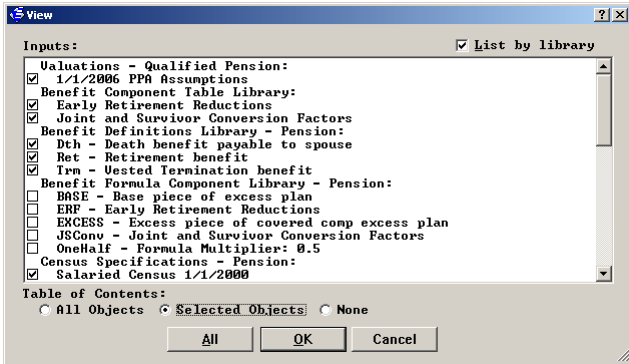 View
Inputs:
List by library
Valuations - Qualified Pension:
1/1/2006 PPA Assumptions
Benefit Component Table Library:
Early Retirement Reductions
Joint and Survivor Conversion Factors
Benefit Definitions Library - Pension:
Dth - Death benefit payable to spouse
Ret - Retirement benefit
Trm - Vested Termination benefit
Benefit Formula Component Library - Pension:
BASE - Base piece of excess plan
ERF - Early Retirement Reductions
EXCESS - Excess piece of covered comp excess plan
JSConv - Joint and Survivor Conversion Factors
OneHalf - Formula Multiplier: 0.5
Census Specifications - Pension:
Salaried Census 1/1/2000
Table of Contents:
All Objects Selected Objects None
All OK Cancel